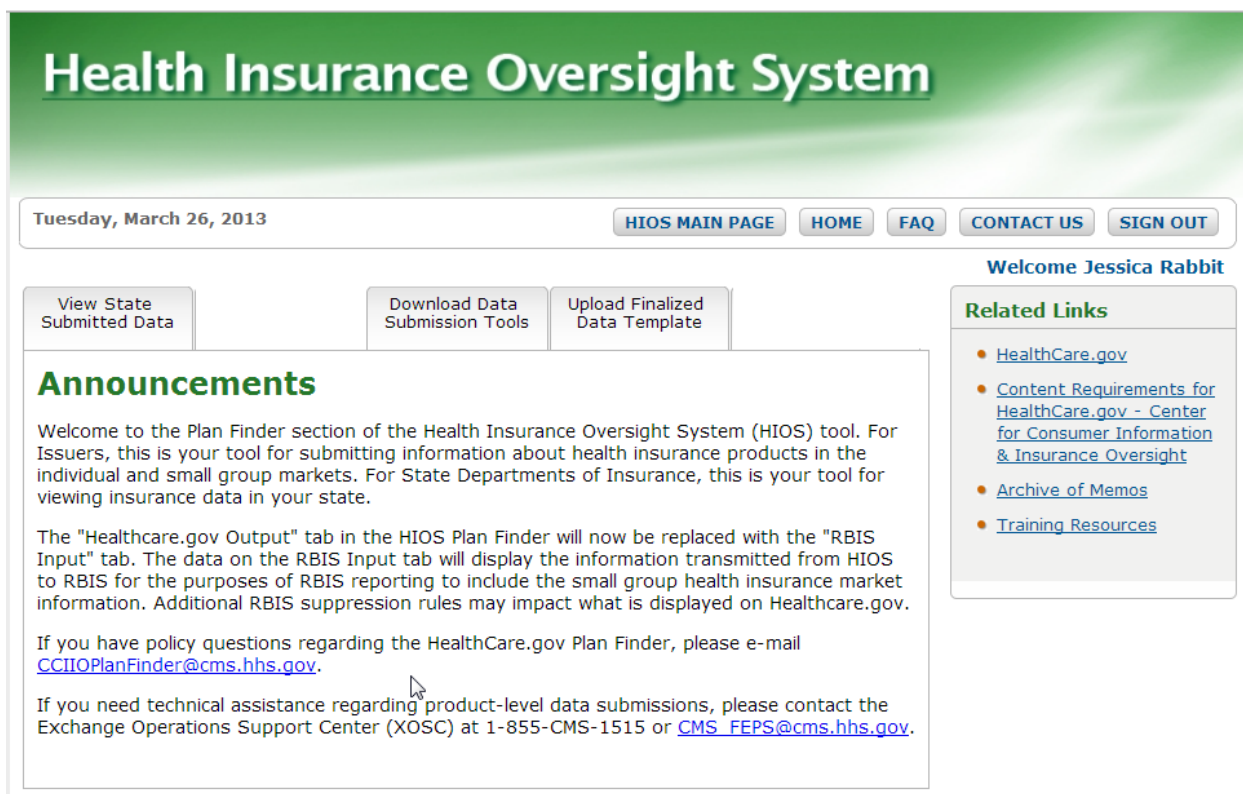 Health Insurance Oversight System
Tuesday, March 26, 2013
HIOS MAIN PAGE
HOME
FAQ
CONTACT US
SIGN OUT
Welcome Jessica Rabbit
View State
Submitted Data
Download Data
Submission Tools
Upload Finalized
Data Template
Announcements
Welcome to the Plan Finder section of the Health Insurance Oversight System (HIOS) tool. For
Issuers, this is your tool for submitting information about health insurance products in the
individual and small group markets. For State Departments of Insurance, this is your tool for
viewing insurance data in your state.
The "Healthcare.gov Output" tab in the HIOS Plan Finder will now be replaced with the "RBIS
Input" tab. The data on the RBIS Input tab will display the information transmitted from HIOS
to RBIS for the purposes of RBIS reporting to include the small group health insurance market
information. Additional RBIS suppression rules may impact what is displayed on Healthcare.gov.
If you have policy questions regarding the HealthCare.gov Plan Finder, please e-mail
CCIIOPlanFinder@cms.hhs.gov.
If you need technical assistance regarding product-level data submissions, please contact the
Exchange Operations Support Center (XOSC) at 1-855-CMS-1515 or CMS_FEPS@cms.hhs.gov.
Related Links
HealthCare.gov
Content Requirements for
HealthCare.gov - Center
for Consumer Information
& Insurance Oversight
Archive of Memos
Training Resources